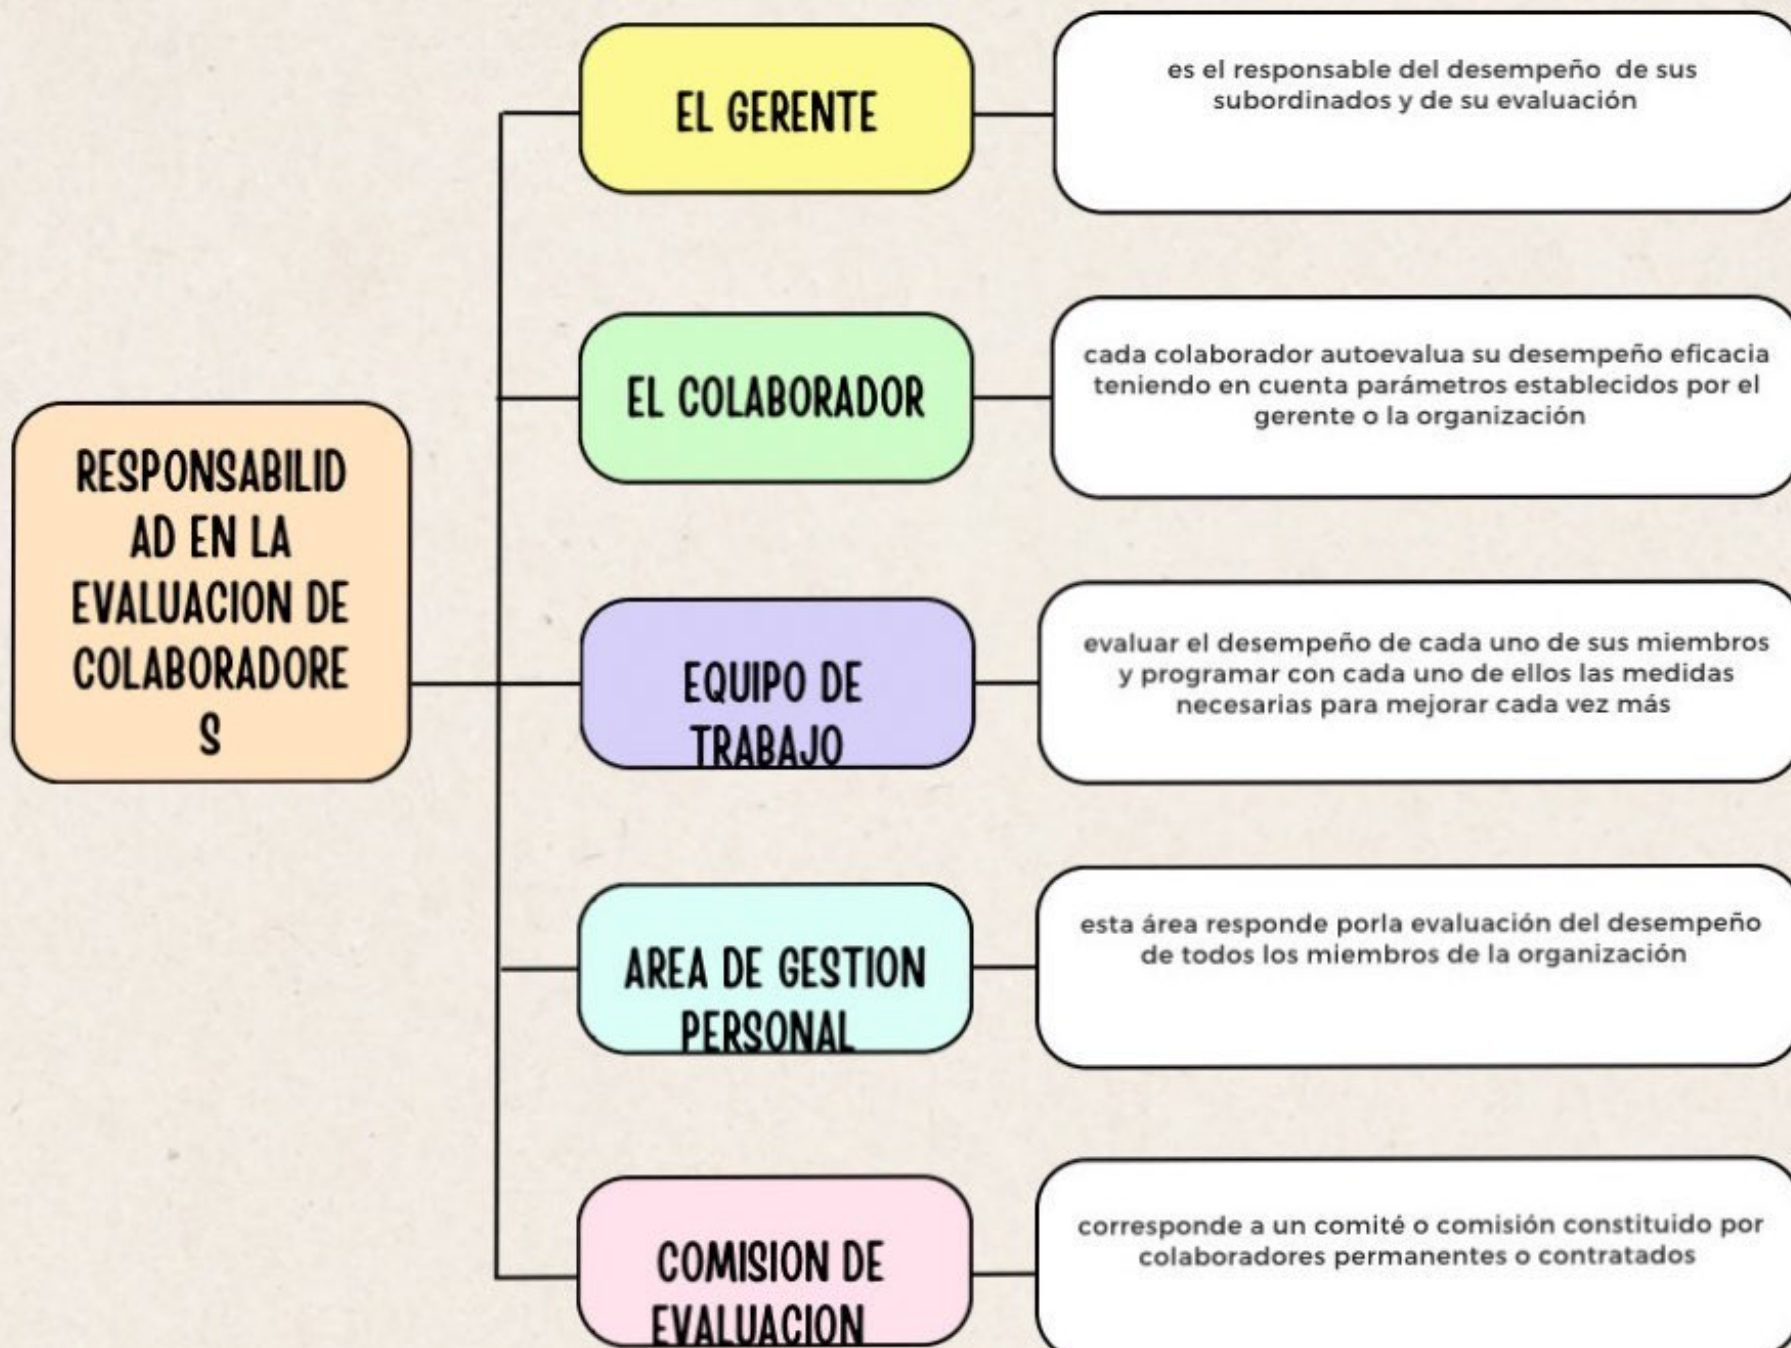 RESPONSABILID
AD EN LA
EVALUACION DE
COLABORADORE
S
EL GERENTE
es el responsable del desempeño de sus
subordinados y de su evaluación
EL COLABORADOR
cada colaborador autoevalua su desempeño eficacia
teniendo en cuenta parámetros establecidos por el
gerente o la organización
EQUIPO DE
TRABAJO
evaluar el desempeño de cada uno de sus miembros
y programar con cada uno de ellos las medidas
necesarias para mejorar cada vez más
AREA DE GESTION
PERSONAL
esta área responde porla evaluación del desempeño
de todos los miembros de la organización
COMISION DE
EVALUACION
corresponde a un comité o comisión constituido por
colaboradores permanentes o contratados